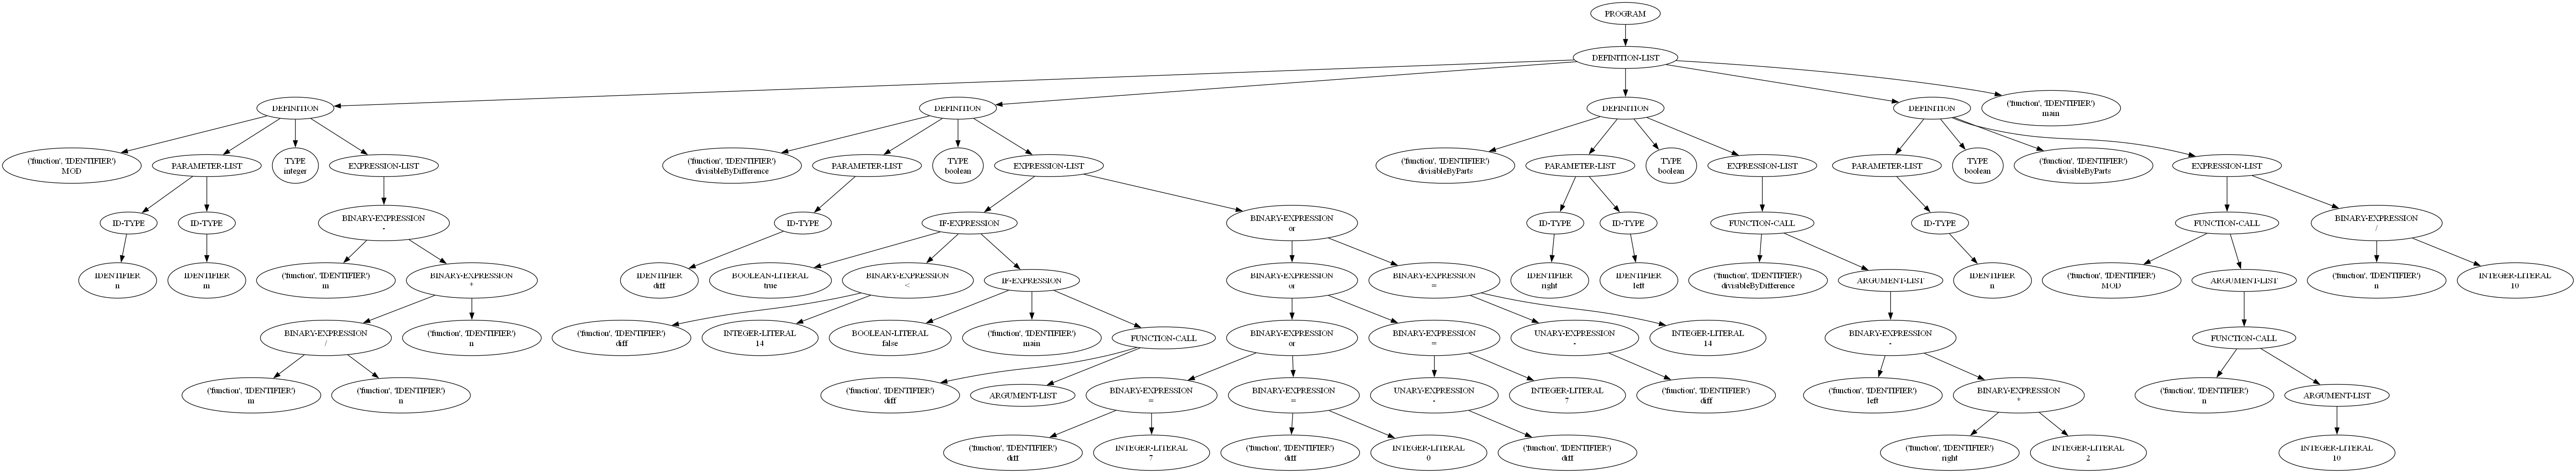 PROGRAM
DEFINITION-LIST
DEFINITION
DEFINITION
DEFINITION
DEFINITION
('function', 'IDENTIFIER')
main
('function', 'IDENTIFIER')
MOD
PARAMETER-LIST
TYPE
integer
EXPRESSION-LIST
('function', 'IDENTIFIER')
divisibleByDifference
PARAMETER-LIST
TYPE
boolean
EXPRESSION-LIST
('function', 'IDENTIFIER')
divisibleByParts
PARAMETER-LIST
TYPE
boolean
EXPRESSION-LIST
PARAMETER-LIST
TYPE
boolean
('function', 'IDENTIFIER')
divisibleByParts
EXPRESSION-LIST
ID-TYPE
ID-TYPE
BINARY-EXPRESSION
-
ID-TYPE
IF-EXPRESSION
BINARY-EXPRESSION
or
ID-TYPE
ID-TYPE
FUNCTION-CALL
ID-TYPE
FUNCTION-CALL
BINARY-EXPRESSION
/
IDENTIFIER
n
IDENTIFIER
m
('function', 'IDENTIFIER')
m
BINARY-EXPRESSION
*
IDENTIFIER
diff
BOOLEAN-LITERAL
true
BINARY-EXPRESSION
<
IF-EXPRESSION
BINARY-EXPRESSION
or
BINARY-EXPRESSION
=
IDENTIFIER
right
IDENTIFIER
left
('function', 'IDENTIFIER')
divisibleByDifference
ARGUMENT-LIST
IDENTIFIER
n
('function', 'IDENTIFIER')
MOD
ARGUMENT-LIST
('function', 'IDENTIFIER')
n
INTEGER-LITERAL
10
BINARY-EXPRESSION
/
('function', 'IDENTIFIER')
n
('function', 'IDENTIFIER')
diff
INTEGER-LITERAL
14
BOOLEAN-LITERAL
false
('function', 'IDENTIFIER')
main
FUNCTION-CALL
BINARY-EXPRESSION
or
BINARY-EXPRESSION
=
UNARY-EXPRESSION
-
INTEGER-LITERAL
14
BINARY-EXPRESSION
-
FUNCTION-CALL
('function', 'IDENTIFIER')
m
('function', 'IDENTIFIER')
n
('function', 'IDENTIFIER')
diff
ARGUMENT-LIST
BINARY-EXPRESSION
=
BINARY-EXPRESSION
=
UNARY-EXPRESSION
-
INTEGER-LITERAL
7
('function', 'IDENTIFIER')
diff
('function', 'IDENTIFIER')
left
BINARY-EXPRESSION
*
('function', 'IDENTIFIER')
n
ARGUMENT-LIST
('function', 'IDENTIFIER')
diff
INTEGER-LITERAL
7
('function', 'IDENTIFIER')
diff
INTEGER-LITERAL
0
('function', 'IDENTIFIER')
diff
('function', 'IDENTIFIER')
right
INTEGER-LITERAL
2
INTEGER-LITERAL
10